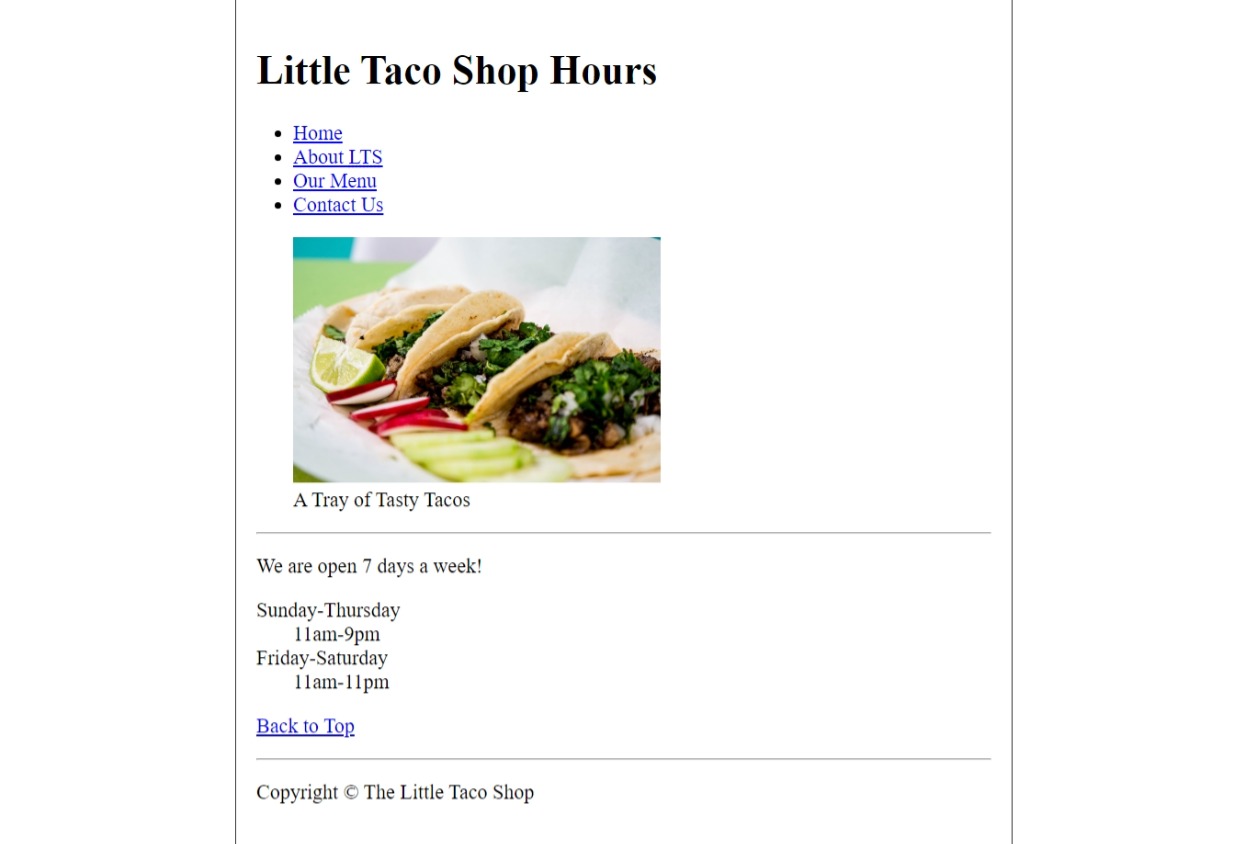 Little Taco Shop Hours
Home
About LTS
Our Menu
Contact Us
A Tray of Tasty Tacos
We are open 7 days a week!
Sunday-Thursday
11am-9pm
Friday-Saturday
11am-11pm
Back to Top
Copyright © The Little Taco Shop